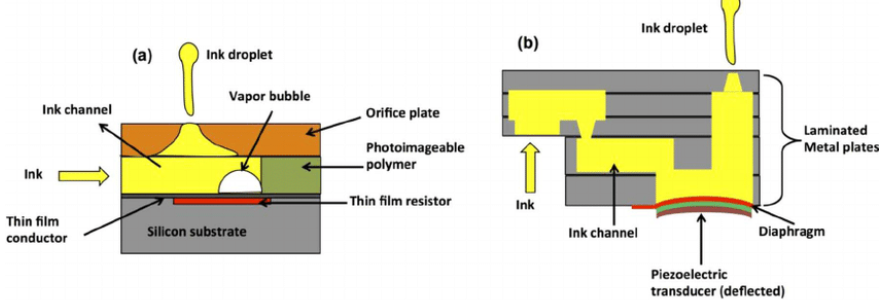 (a)
Ink droplet
Vapor bubble
Ink channel
Orifice plate
Photoimageable
polymer
Ink
Thin film resistor
Thin film
conductor
Silicon substrate
(b)
Ink droplet
Laminated
Metal plates
Ink
Ink channel
Diaphragm
Piezoelectric
transducer (deflected)